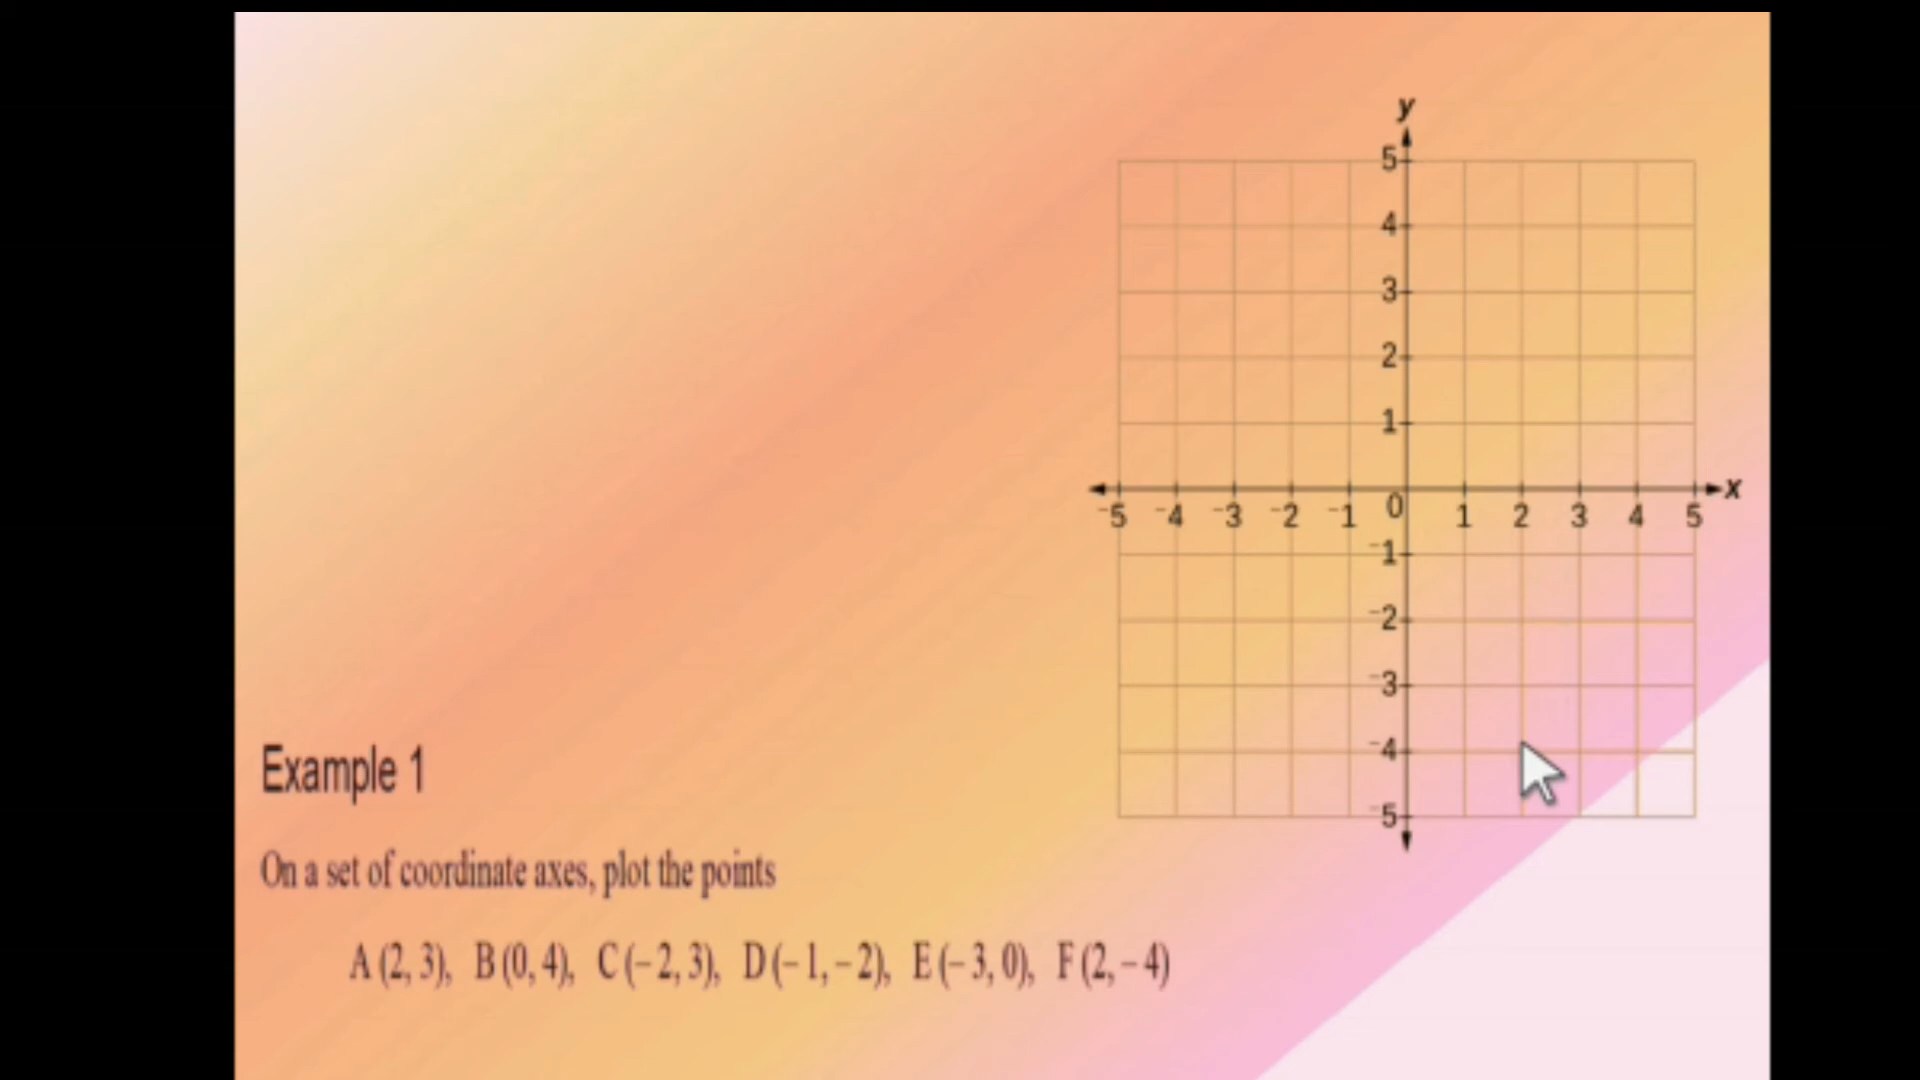 y
5
4
3
2
1
x
-5 -4 -3 -2 -1 0 1 2 3 4 5
-1
-2
-3
-4
-5
Example 1
On a set of coordinate axes, plot the points
A (2, 3), B (0, 4), C (−2, 3), D (−1, −2), E (−3, 0), F (2, −4)